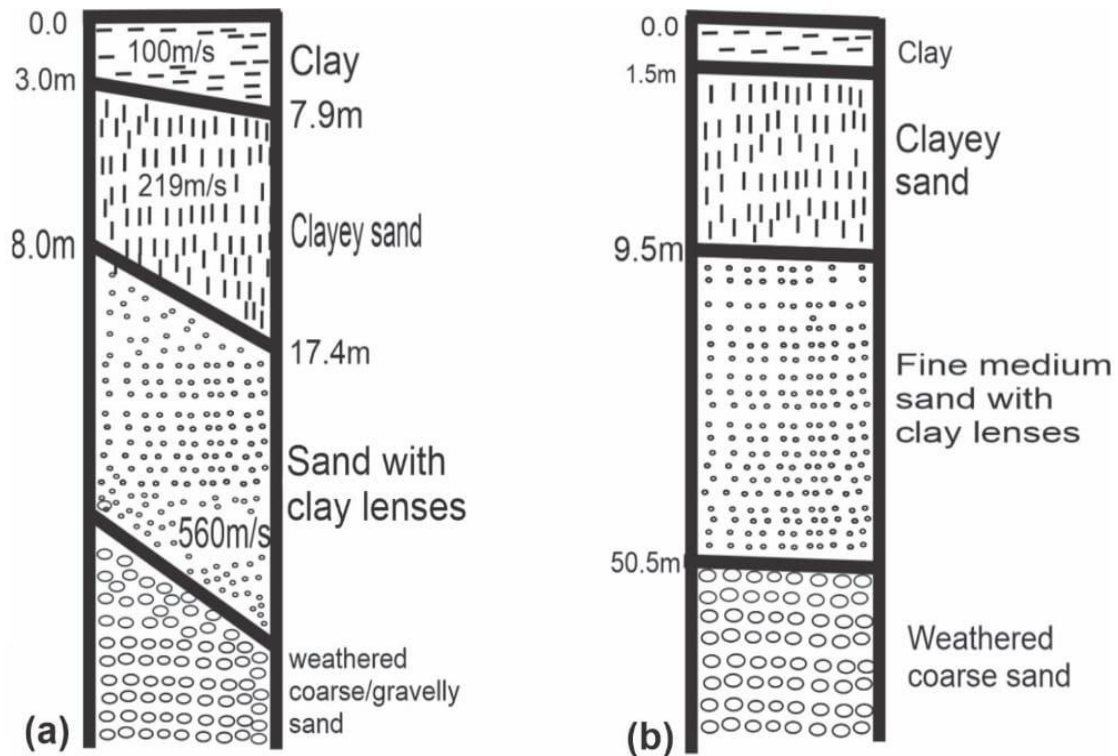 0.0
100m/s
Clay
3.0m
7.9m
219m/s
Clayey sand
8.0m
17.4m
Sand with
clay lenses
560m/s
weathered
coarse/gravelly
sand
(a)
0.0
Clay
1.5m
Clayey
sand
9.5m
Fine medium
sand with
clay lenses
50.5m
Weathered
coarse sand
(b)